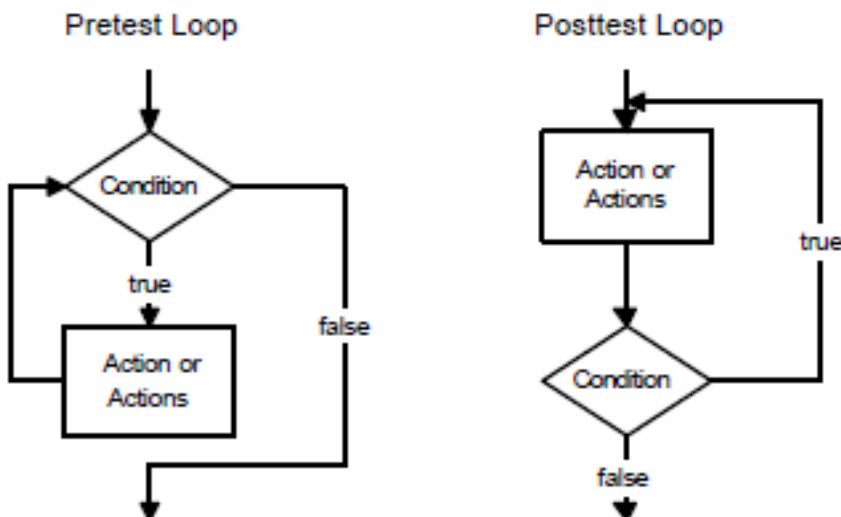 Pretest Loop
Condition
true
false
Action or
Actions
Posttest Loop
Action or
Actions
true
Condition
false